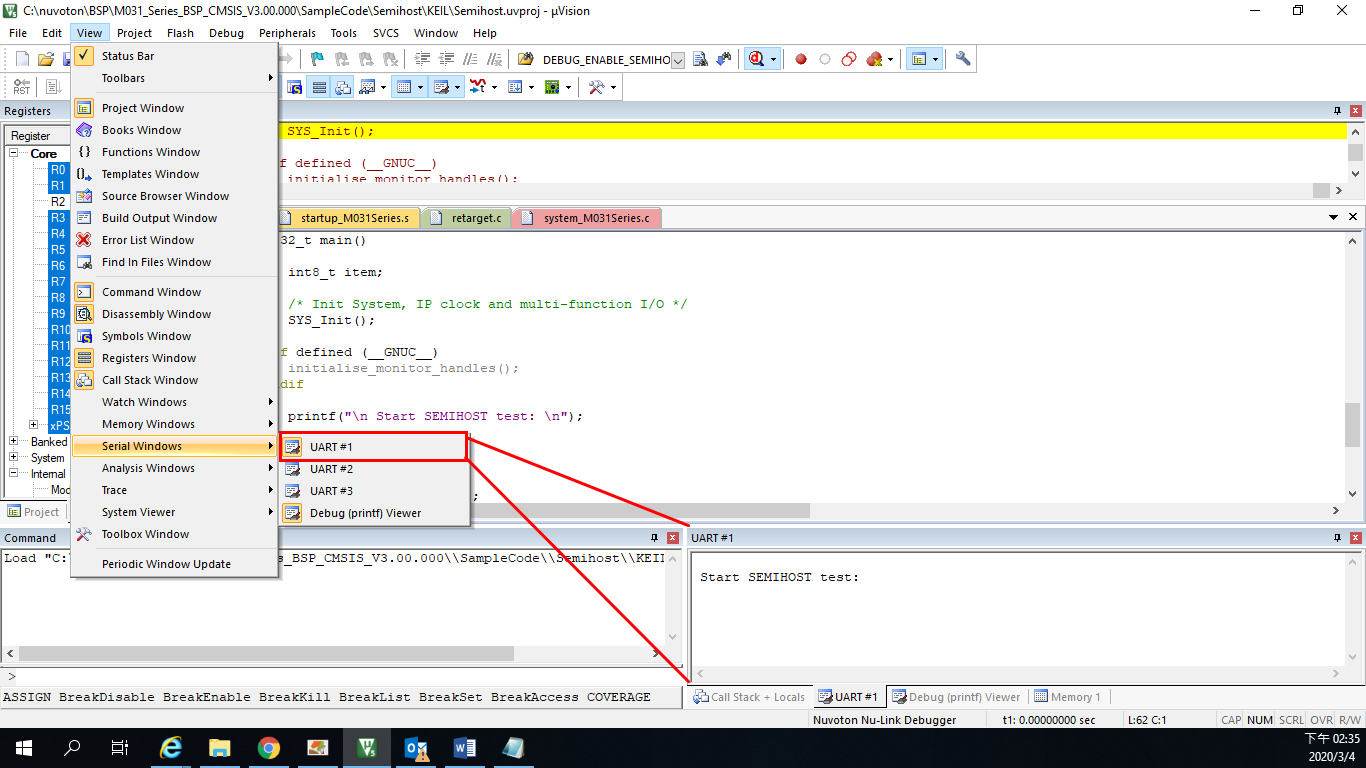 C:\nuvoton\BSP\M031_Series_BSP_CMSIS_V3.00.000\SampleCode\Semihost\KEIL\Semihost.uvproj - µVision
File Edit View Project Flash Debug Peripherals Tools SVCS Window Help
DEBUG_ENABLE_SEMIHO
RST
Registers
Register
Core
R0
R1
R2
R3
R4
R5
R6
R7
R8
R9
R10
R11
R12
R13
R14
R15
xPS
Banked
System
Internal
Mod
Project
Status Bar
Toolbars
Project Window
Books Window
Functions Window
Templates Window
Source Browser Window
Build Output Window
Error List Window
Find In Files Window
Command Window
Disassembly Window
Symbols Window
Registers Window
Call Stack Window
Watch Windows
Memory Windows
Serial Windows
Analysis Windows
Trace
System Viewer
Toolbox Window
Periodic Window Update
UART #1
UART #2
UART #3
Debug (printf) Viewer
SYS_Init();
f defined (__GNUC__)
initialise_monitor_handles();
startup_M031Series.s retarget.c system_M031Series.c
32_t main()
int8_t item;
/* Init System, IP clock and multi-function I/O */
SYS_Init();
f defined (__GNUC__)
initialise_monitor_handles();
dif
printf("\n Start SEMIHOST test: \n");
;
Command
Load "C:
_BSP_CMSIS_V3.00.000\\SampleCode\\Semihost\\KEIL
>
ASSIGN BreakDisable BreakEnable BreakKill BreakList BreakSet BreakAccess COVERAGE
UART #1
Start SEMIHOST test:
Call Stack + Locals UART #1 Debug (printf) Viewer Memory 1
Nuvoton Nu-Link Debugger t1: 0.00000000 sec L:62 C:1 CAP NUM SCRL OVR R/W
下午 02:35
2020/3/4